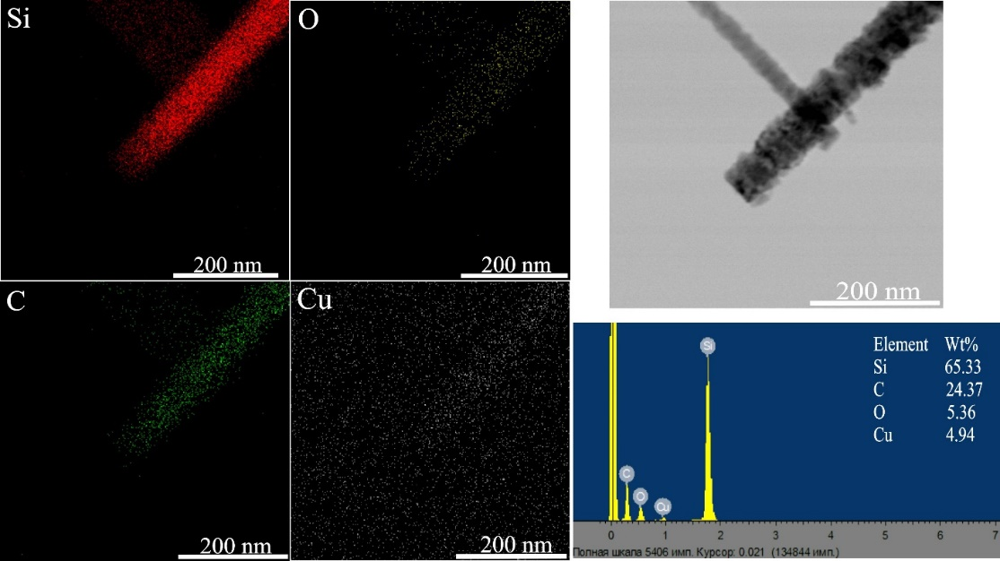 Si
O
200 nm
200 nm
200 nm
C
Cu
200 nm
200 nm
Si
C
O
Cu
Element Wt%
Si 65.33
C 24.37
O 5.36
Cu 4.94
0 1 2 3 4 5 6 7
Полная шкала 5406 имп. Курсор: 0.021 (134844 имп.)